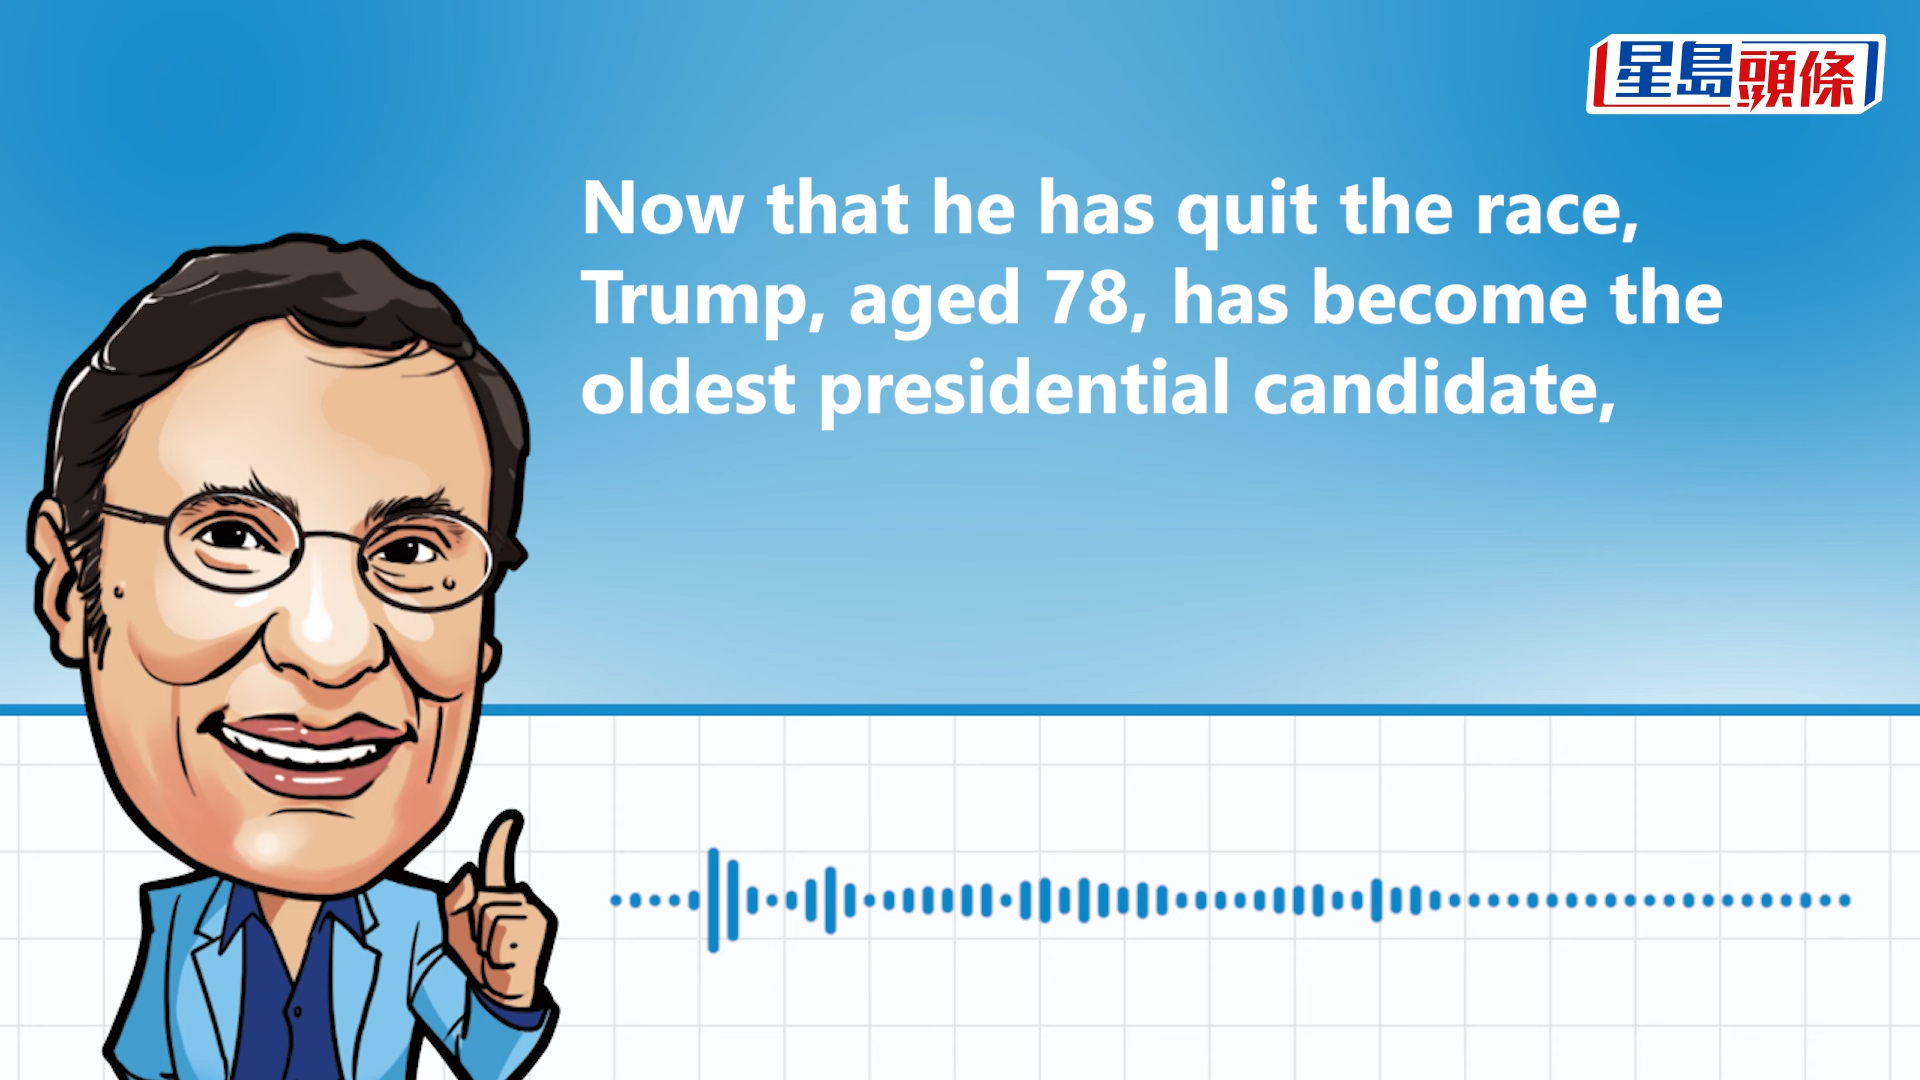 星島頭條
Now that he has quit the race,
Trump, aged 78, has become the
oldest presidential candidate,